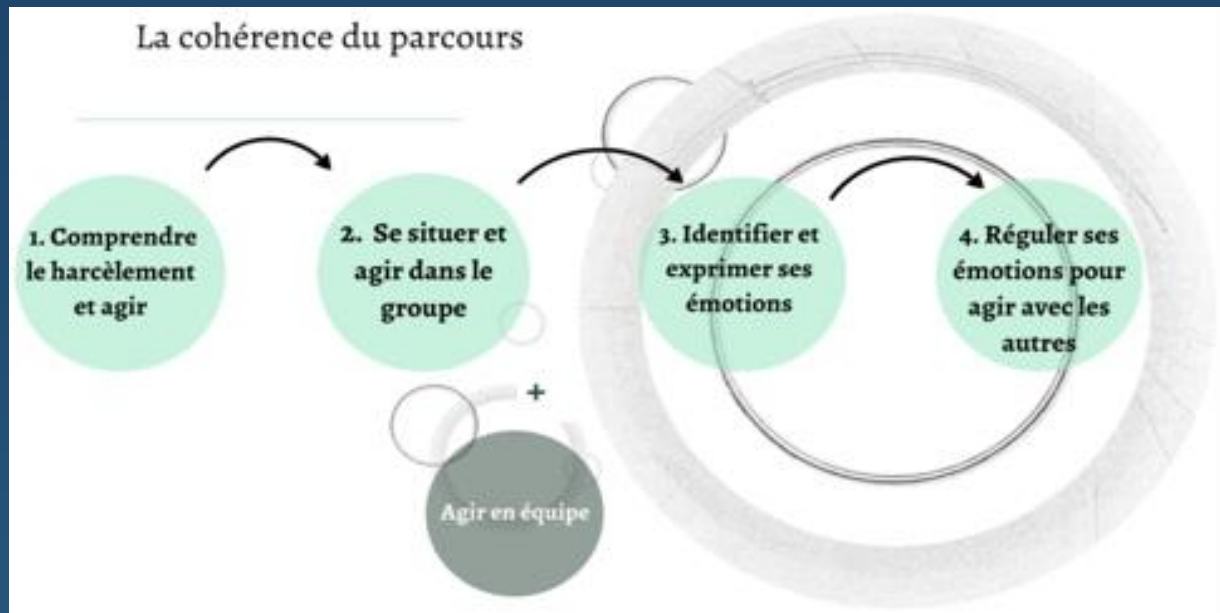 La cohérence du parcours
1. Comprendre
le harcèlement
et agir
2. Se situer et
agir dans le
groupe
3. Identifier et
exprimer ses
émotions
4. Réguler ses
émotions pour
agir avec les
autres
+
Agir en équipe